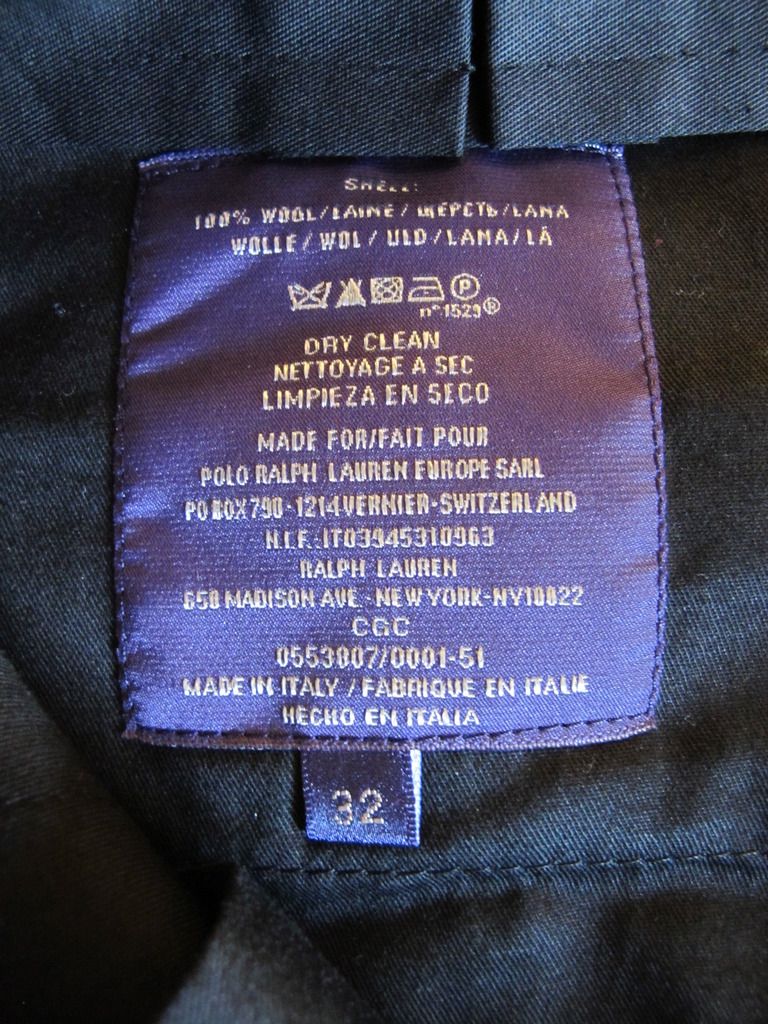 SHELL:
100% WOOL/LAINE/ШЕРСТЬ/LANA
WOLLE/WOL/ULD/LANA/LÃ
P
n°1529®
DRY CLEAN
NETTOYAGE A SEC
LIMPIEZA EN SECO
MADE FOR/FAIT POUR
POLO RALPH LAUREN EUROPE SARL
PO BOX 790-1214 VERNIER-SWITZERLAND
N.I.F.-IT03945310963
RALPH LAUREN
650 MADISON AVE.-NEW YORK-NY10022
CGC
0553807/0001-51
MADE IN ITALY/FABRIQUE EN ITALIE
HECHO EN ITALIA
32